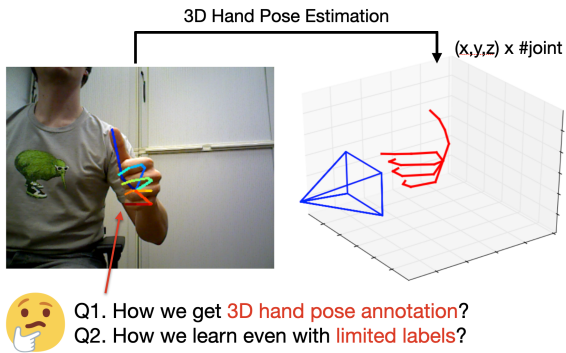 3D Hand Pose Estimation
(x,y,z) x #joint
Q1. How we get 3D hand pose annotation?
Q2. How we learn even with limited labels?